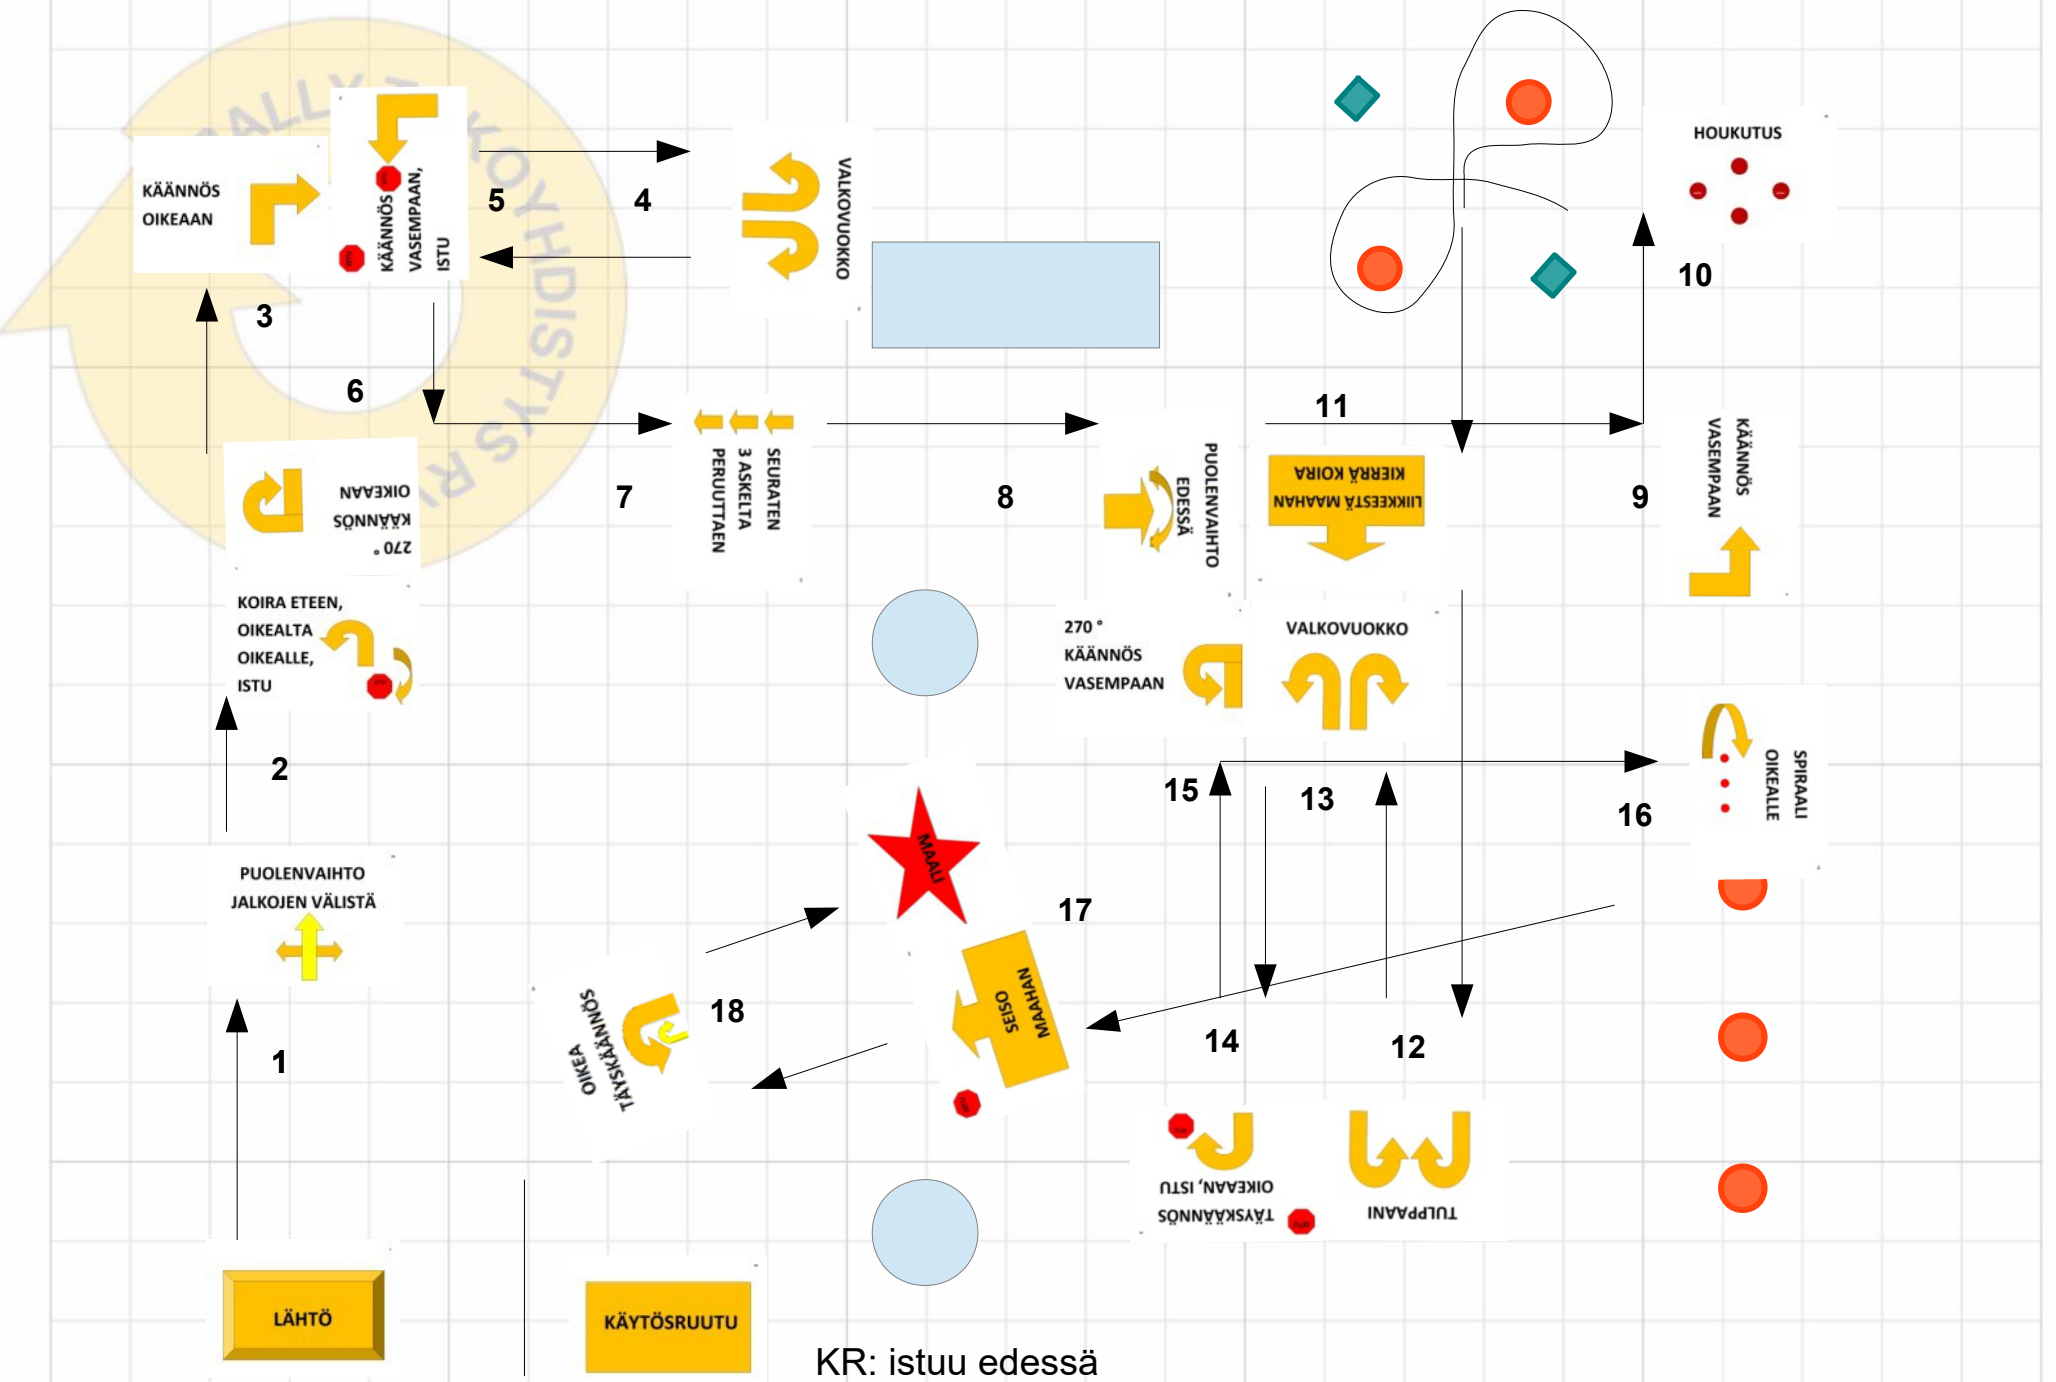 RALLY-T
KOYHDISTYS RY
KÄÄNNÖS
OIKEAAN
KÄÄNNÖS
VASEMPAAN,
ISTU
5
4
VALKOVUOKKO
HOUKUTUS
10
3
6
11
270 °
KÄÄNNÖS
OIKEAAN
7
SEURATEN
3 ASKELTA
PERUUTTAEN
8
PUOLENVAIHTO
EDESSÄ
LIIKKEESTÄ MAAHAN
KIERRÄ KOIRA
9
KÄÄNNÖS
VASEMPAAN
KOIRA ETEEN,
OIKEALTA
OIKEALLE,
ISTU
270 °
KÄÄNNÖS
VASEMPAAN
VALKOVUOKKO
2
15
13
16
SPIRAALI
OIKEALLE
PUOLENVAIHTO
JALKOJEN VÄLISTÄ
MAALI
17
1
18
OIKEA
TÄYSKÄÄNNÖS
MAAHAN
SEISO
14
12
TÄYSKÄÄNNÖS
OIKEAAN, ISTU
TULPPAANI
LÄHTÖ
KÄYTÖSRUUTU
KR: istuu edessä